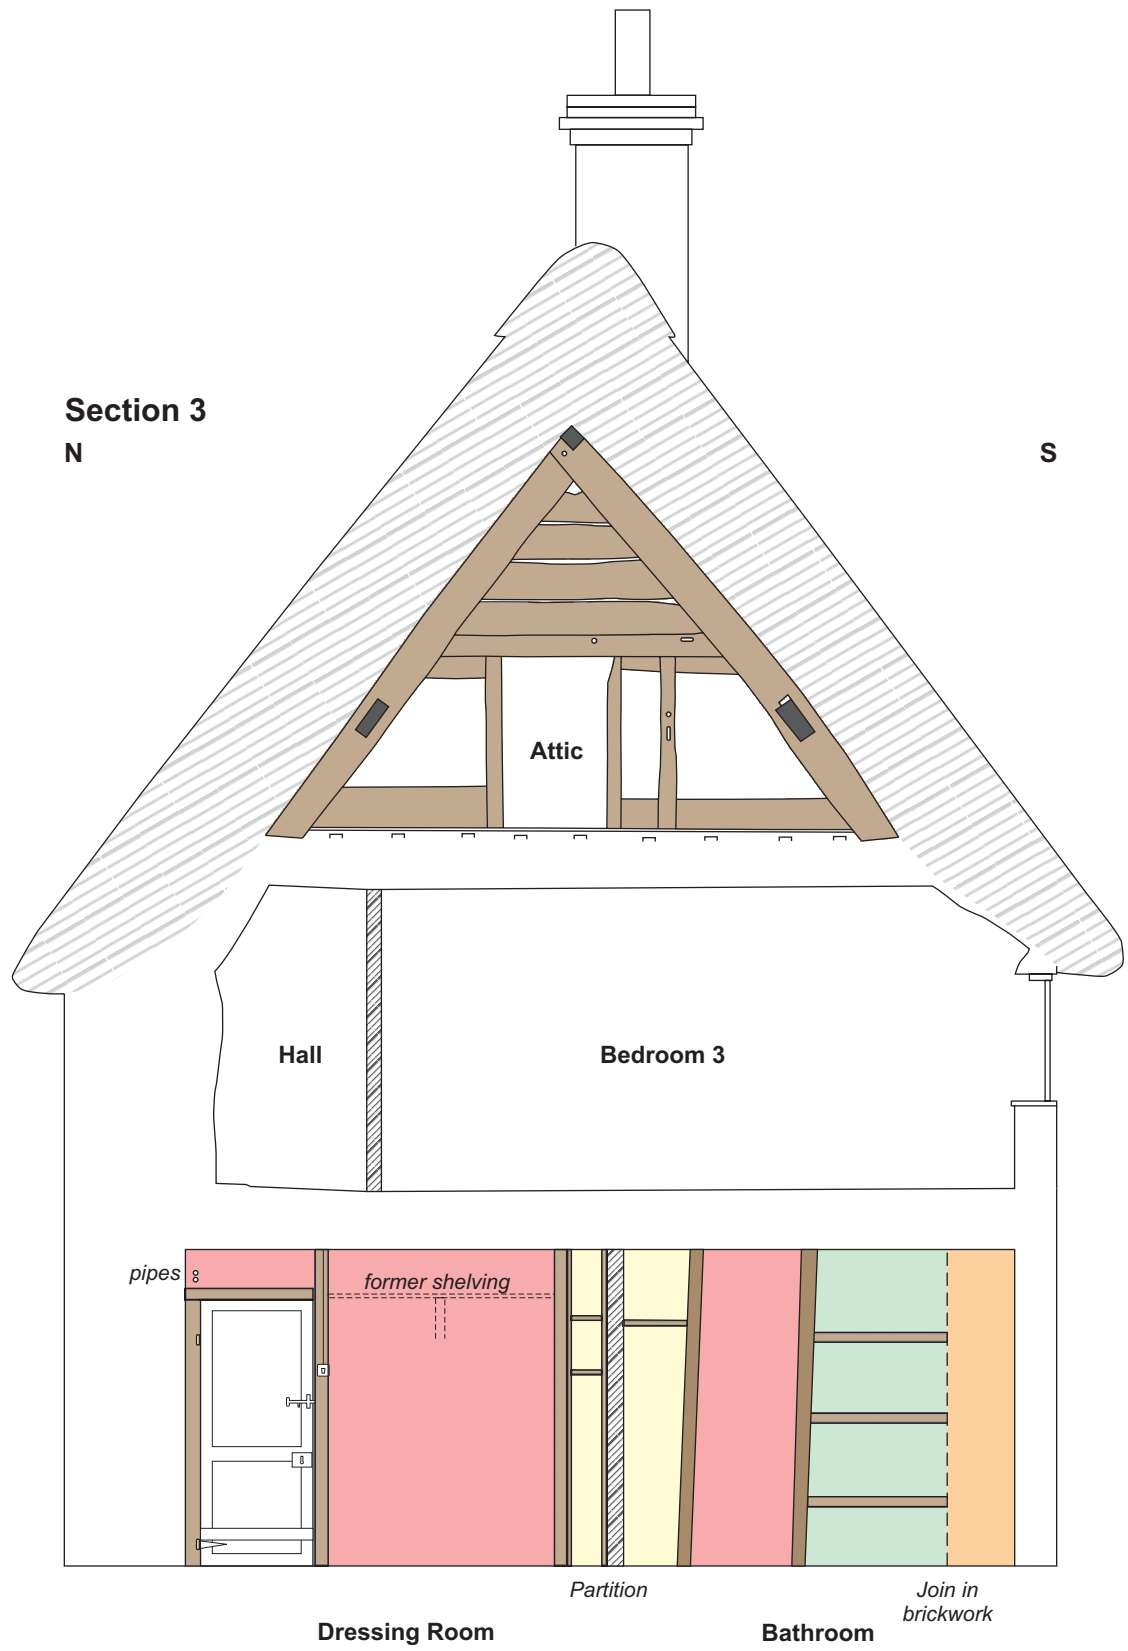 Section 3
N
S
Attic
Hall
Bedroom 3
pipes
former shelving
Partition
Join in
brickwork
Dressing Room
Bathroom